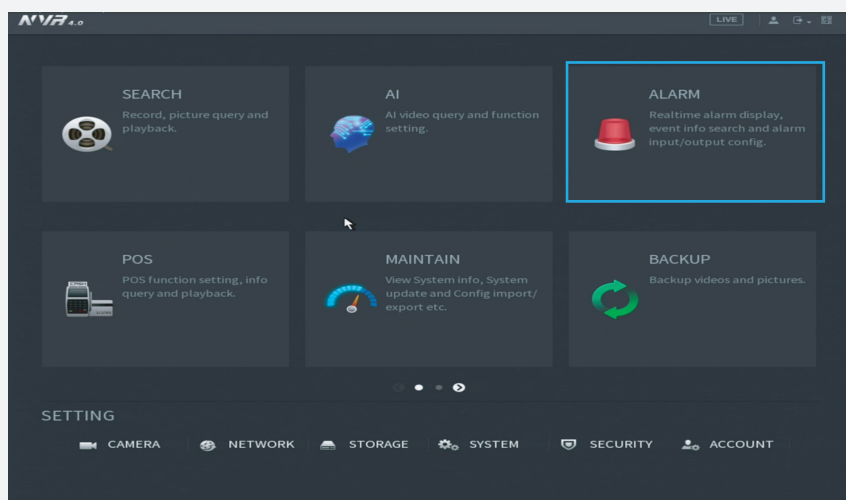 NVR 4.0
LIVE
SEARCH
Record, picture query and
playback.
AI
AI video query and function
setting.
ALARM
Realtime alarm display,
event info search and alarm
input/output config.
POS
POS function setting, info
query and playback.
MAINTAIN
View System info, System
update and Config import/
export etc.
BACKUP
Backup videos and pictures.
SETTING
CAMERA NETWORK STORAGE SYSTEM SECURITY ACCOUNT